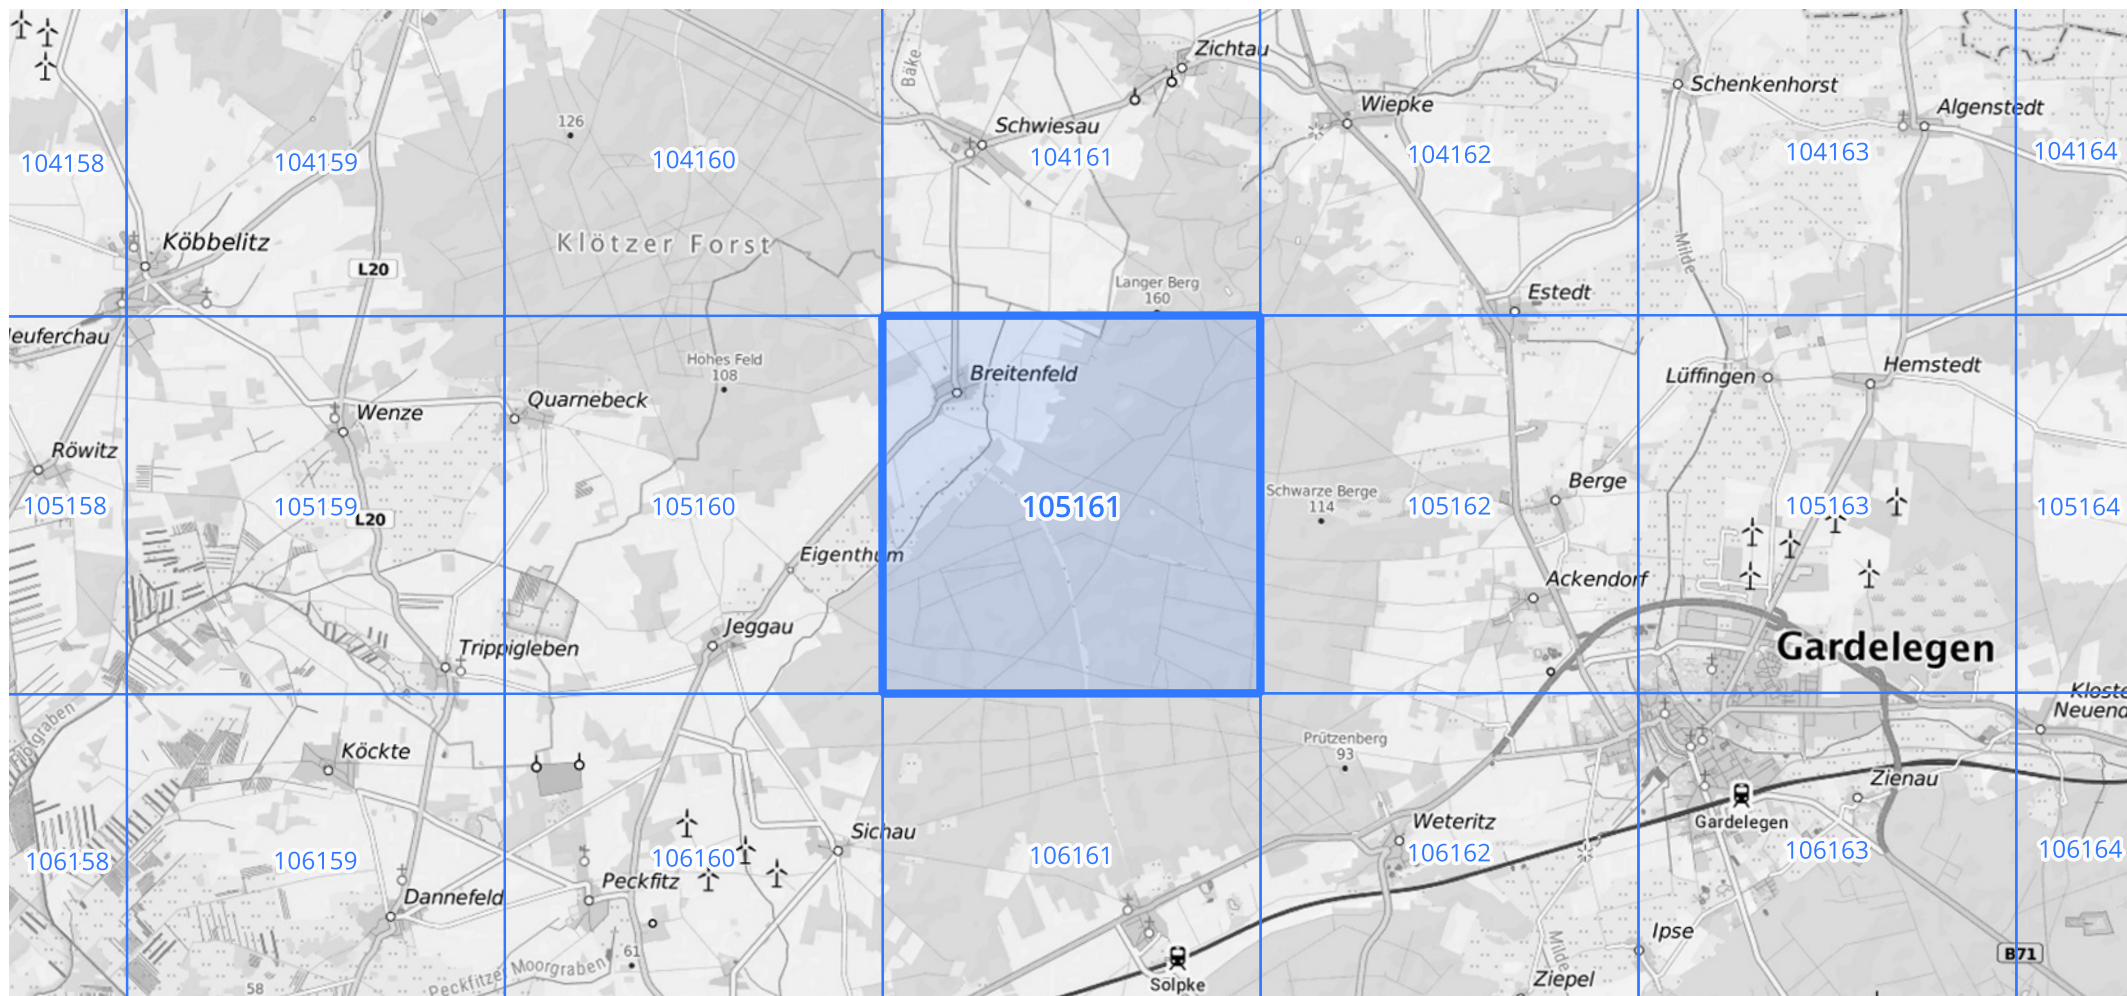 Zichtau
Bäke
Schenkenhorst
Wiepke
Algenstedt
126
Schwiesau
104158
104159
104160
104161
104162
104163
104164
Köbbelitz
Klötzer Forst
Milde
L20
Langer Berg
160
Estedt
euferchau
Hohes Feld
108
Breitenfeld
Lüffingen
Hemstedt
Quarnebeck
Wenze
Röwitz
Schwarze Berge
114
Berge
105158
105159
105160
105161
105162
105163
105164
L20
Eigenthum
Ackendorf
Jeggau
Trippigleben
Gardelegen
Kloste
Neuend
Flötgraben
Köckte
Prützenberg
93
Zienau
Gardelegen
Weteritz
Sichau
106158
106159
106160
106161
106162
106163
106164
Peckfitz
Dannefeld
Ipse
61
Milde
B71
Peckfitzer Moorgraben
58
Solpke
Ziepel